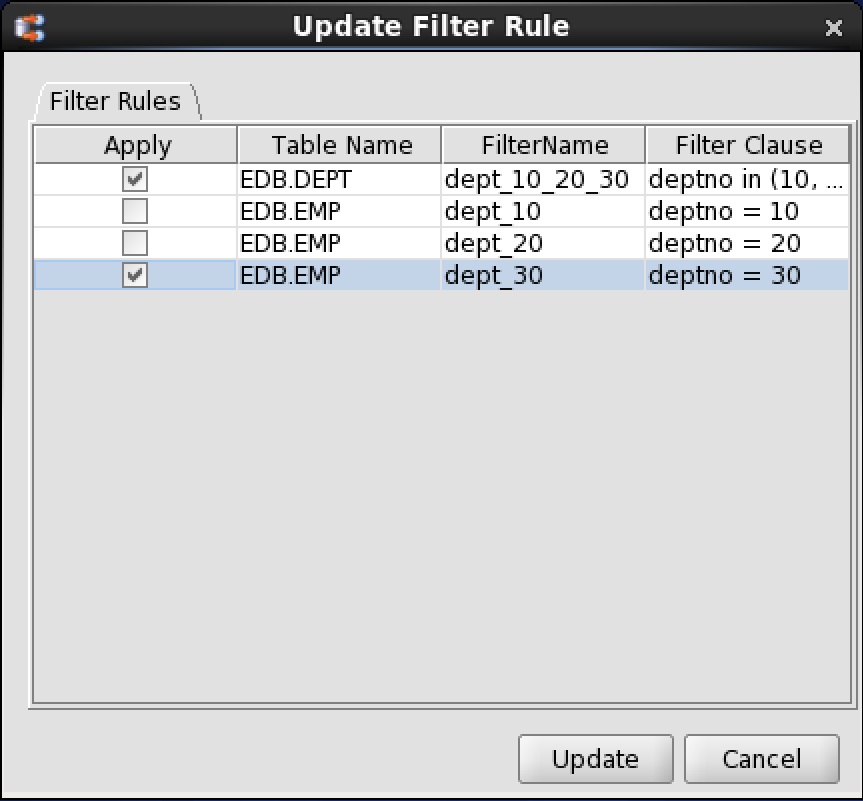 Update Filter Rule
Filter Rules
Apply Table Name FilterName Filter Clause
EDB.DEPT dept_10_20_30 deptno in (10, ...
EDB.EMP dept_10 deptno = 10
EDB.EMP dept_20 deptno = 20
EDB.EMP dept_30 deptno = 30
Update Cancel